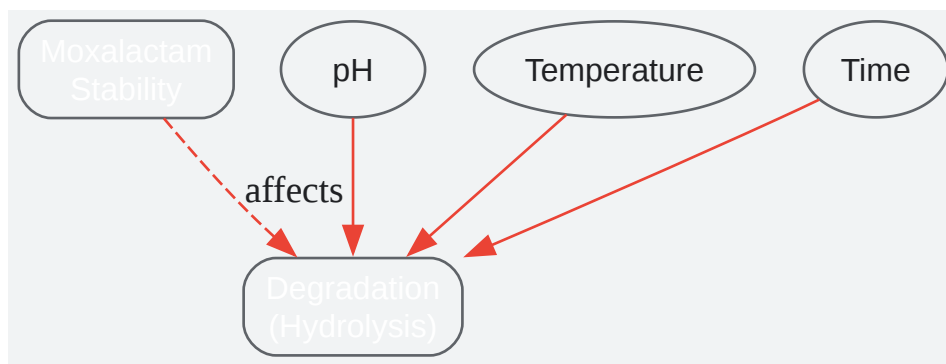 Moxalactam
Stability
pH
Temperature
Time
affects
Degradation
(Hydrolysis)